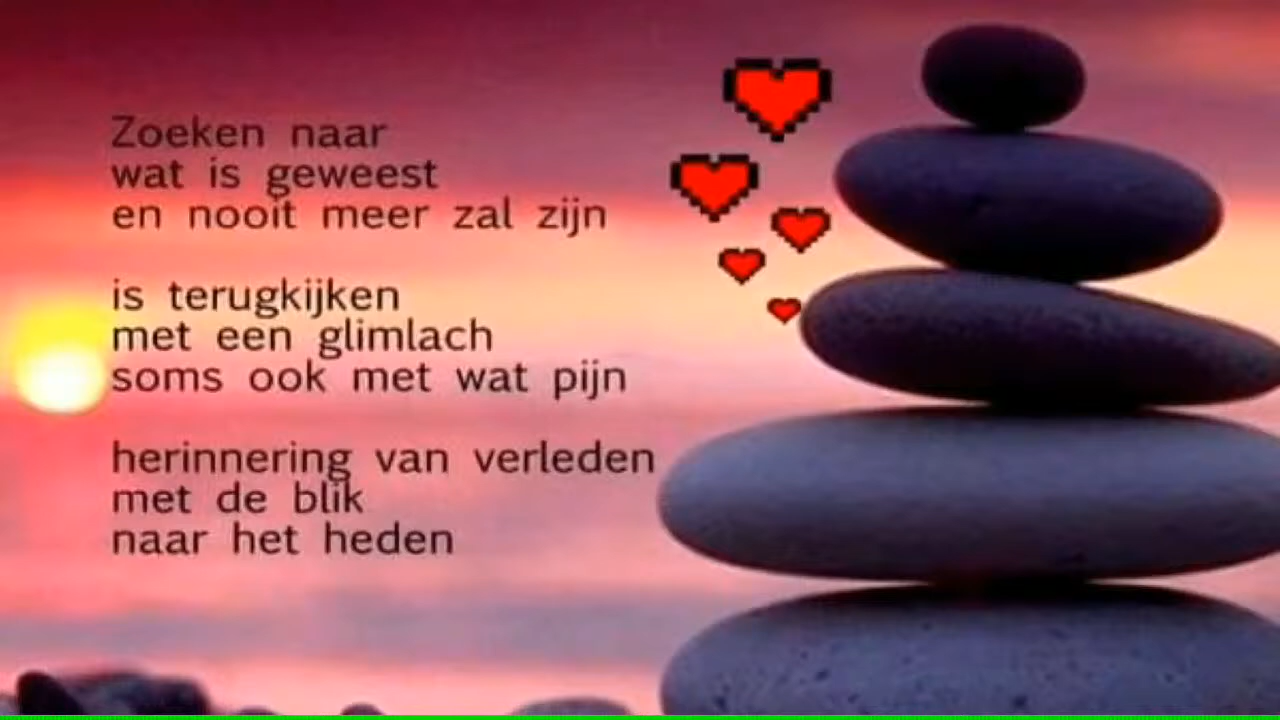 Zoeken naar
wat is geweest
en nooit meer zal zijn
is terugkijken
met een glimlach
soms ook met wat pijn
herinnering van verleden
met de blik
naar het heden